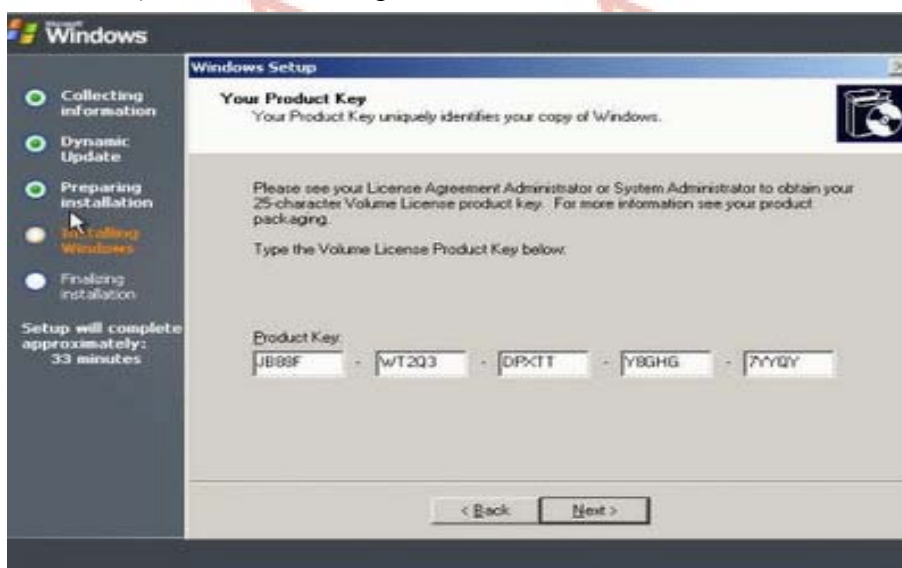 Microsoft
Windows
Collecting
information
Dynamic
Update
Preparing
installation
Installing
Windows
Finalizing
installation
Setup will complete
approximately:
33 minutes
Windows Setup
Your Product Key
Your Product Key uniquely identifies your copy of Windows.
Please see your License Agreement Administrator or System Administrator to obtain your
25-character Volume License product key. For more information see your product
packaging.
Type the Volume License Product Key below:
Product Key:
JB88F - WT2Q3 - DPXTT - Y8GHG - 7YYQY
< Back Next >